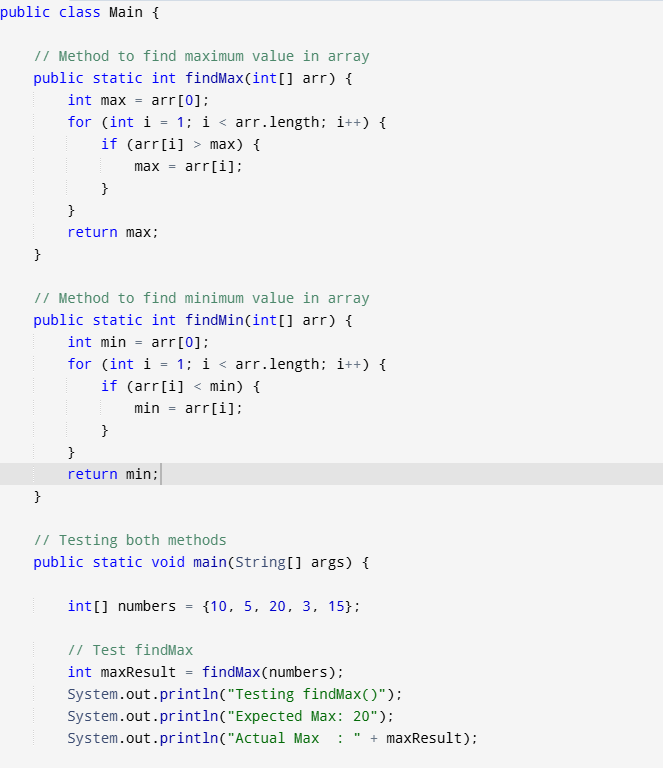 public class Main {
// Method to find maximum value in array
public static int findMax(int[] arr) {
int max = arr[0];
for (int i = 1; i < arr.length; i++) {
if (arr[i] > max) {
max = arr[i];
}
}
return max;
}
// Method to find minimum value in array
public static int findMin(int[] arr) {
int min = arr[0];
for (int i = 1; i < arr.length; i++) {
if (arr[i] < min) {
min = arr[i];
}
}
return min;
}
// Testing both methods
public static void main(String[] args) {
int[] numbers = {10, 5, 20, 3, 15};
// Test findMax
int maxResult = findMax(numbers);
System.out.println("Testing findMax()");
System.out.println("Expected Max: 20");
System.out.println("Actual Max  : " + maxResult);